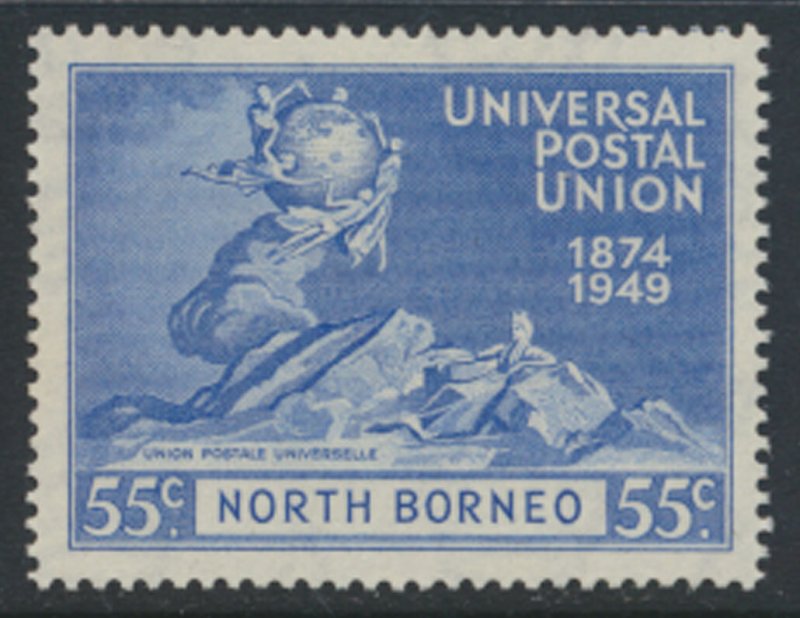 UNIVERSAL
POSTAL
UNION
1874
1949
UNION POSTALE UNIVERSELLE
55c. NORTH BORNEO 55c.